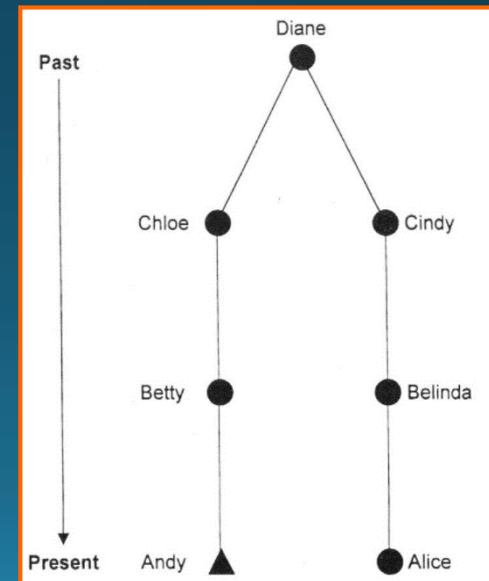 Diane
Past
Chloe
Cindy
Betty
Belinda
Present
Andy
Alice